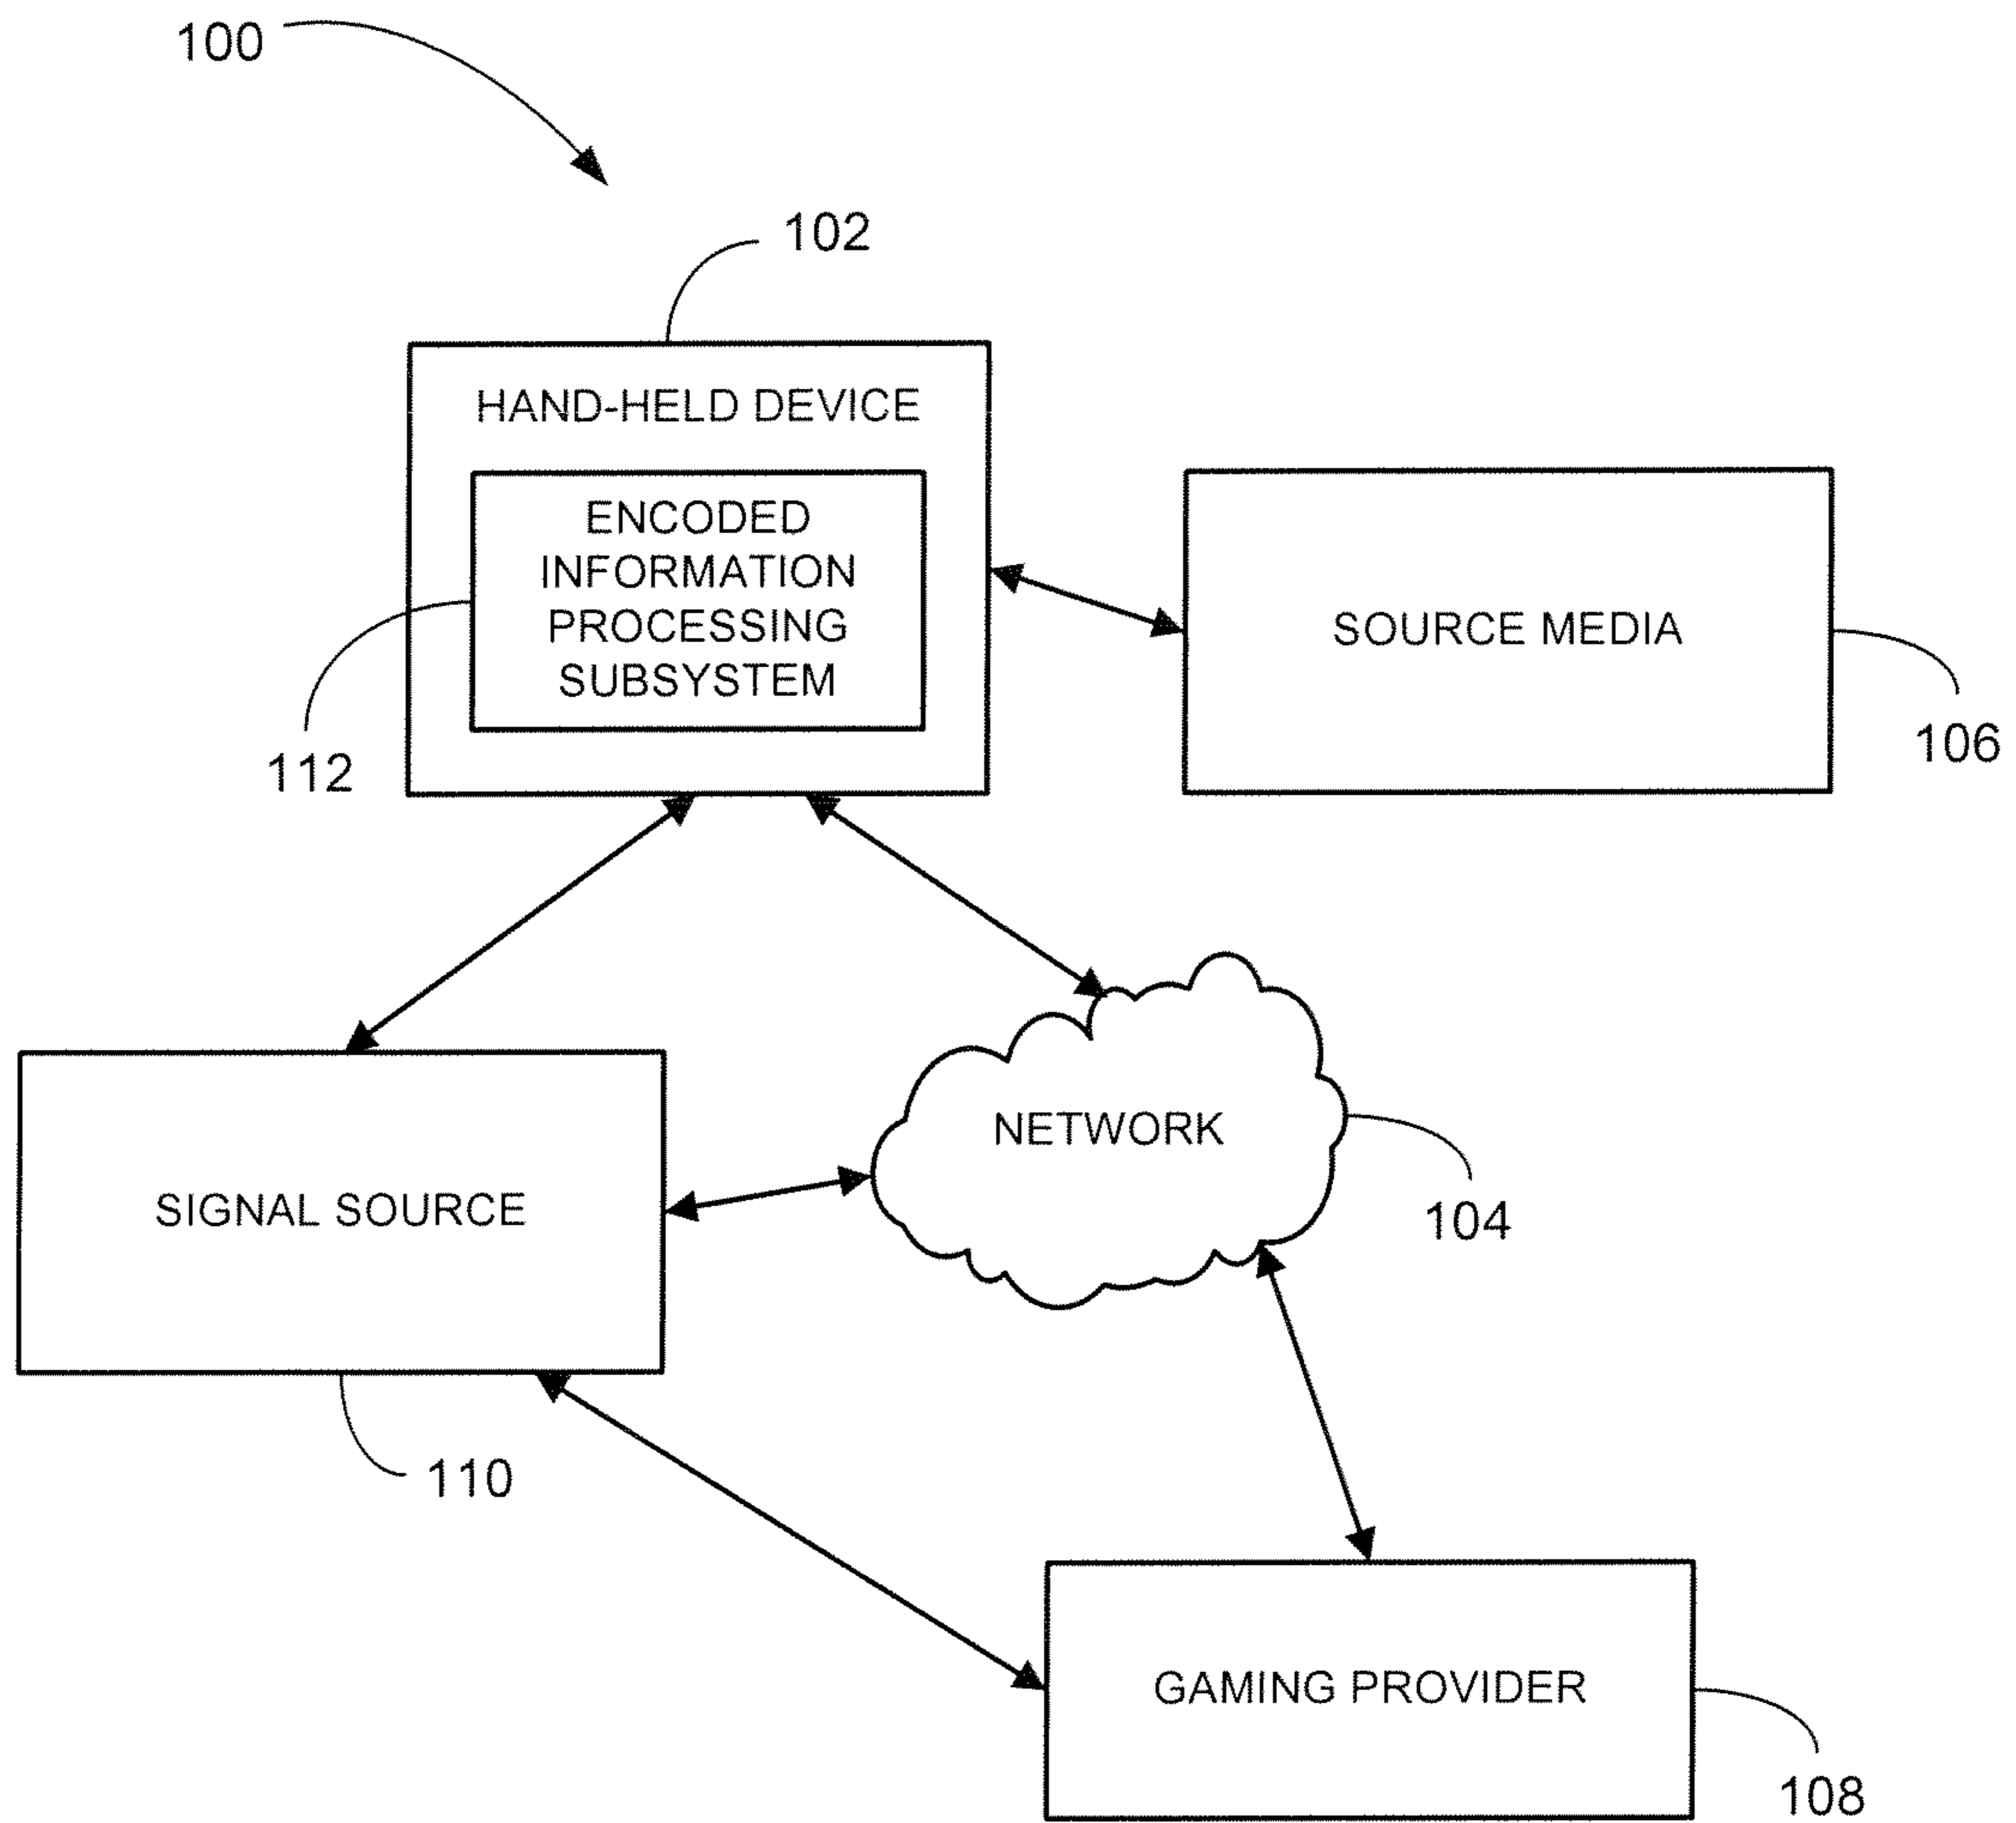 100
102
HAND-HELD DEVICE
ENCODED
INFORMATION
PROCESSING
SUBSYSTEM
112
SOURCE MEDIA
106
NETWORK
104
SIGNAL SOURCE
110
GAMING PROVIDER
108